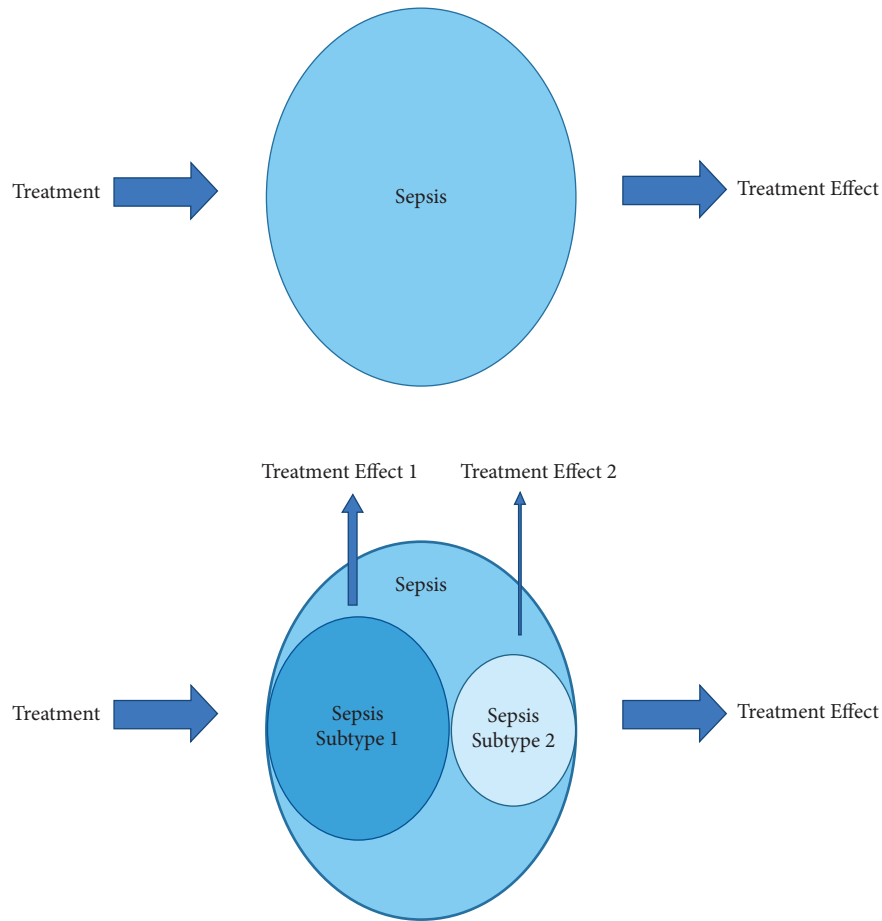 Treatment
Sepsis
Treatment Effect
Treatment Effect 1
Treatment Effect 2
Sepsis
Treatment
Sepsis
Subtype 1
Sepsis
Subtype 2
Treatment Effect